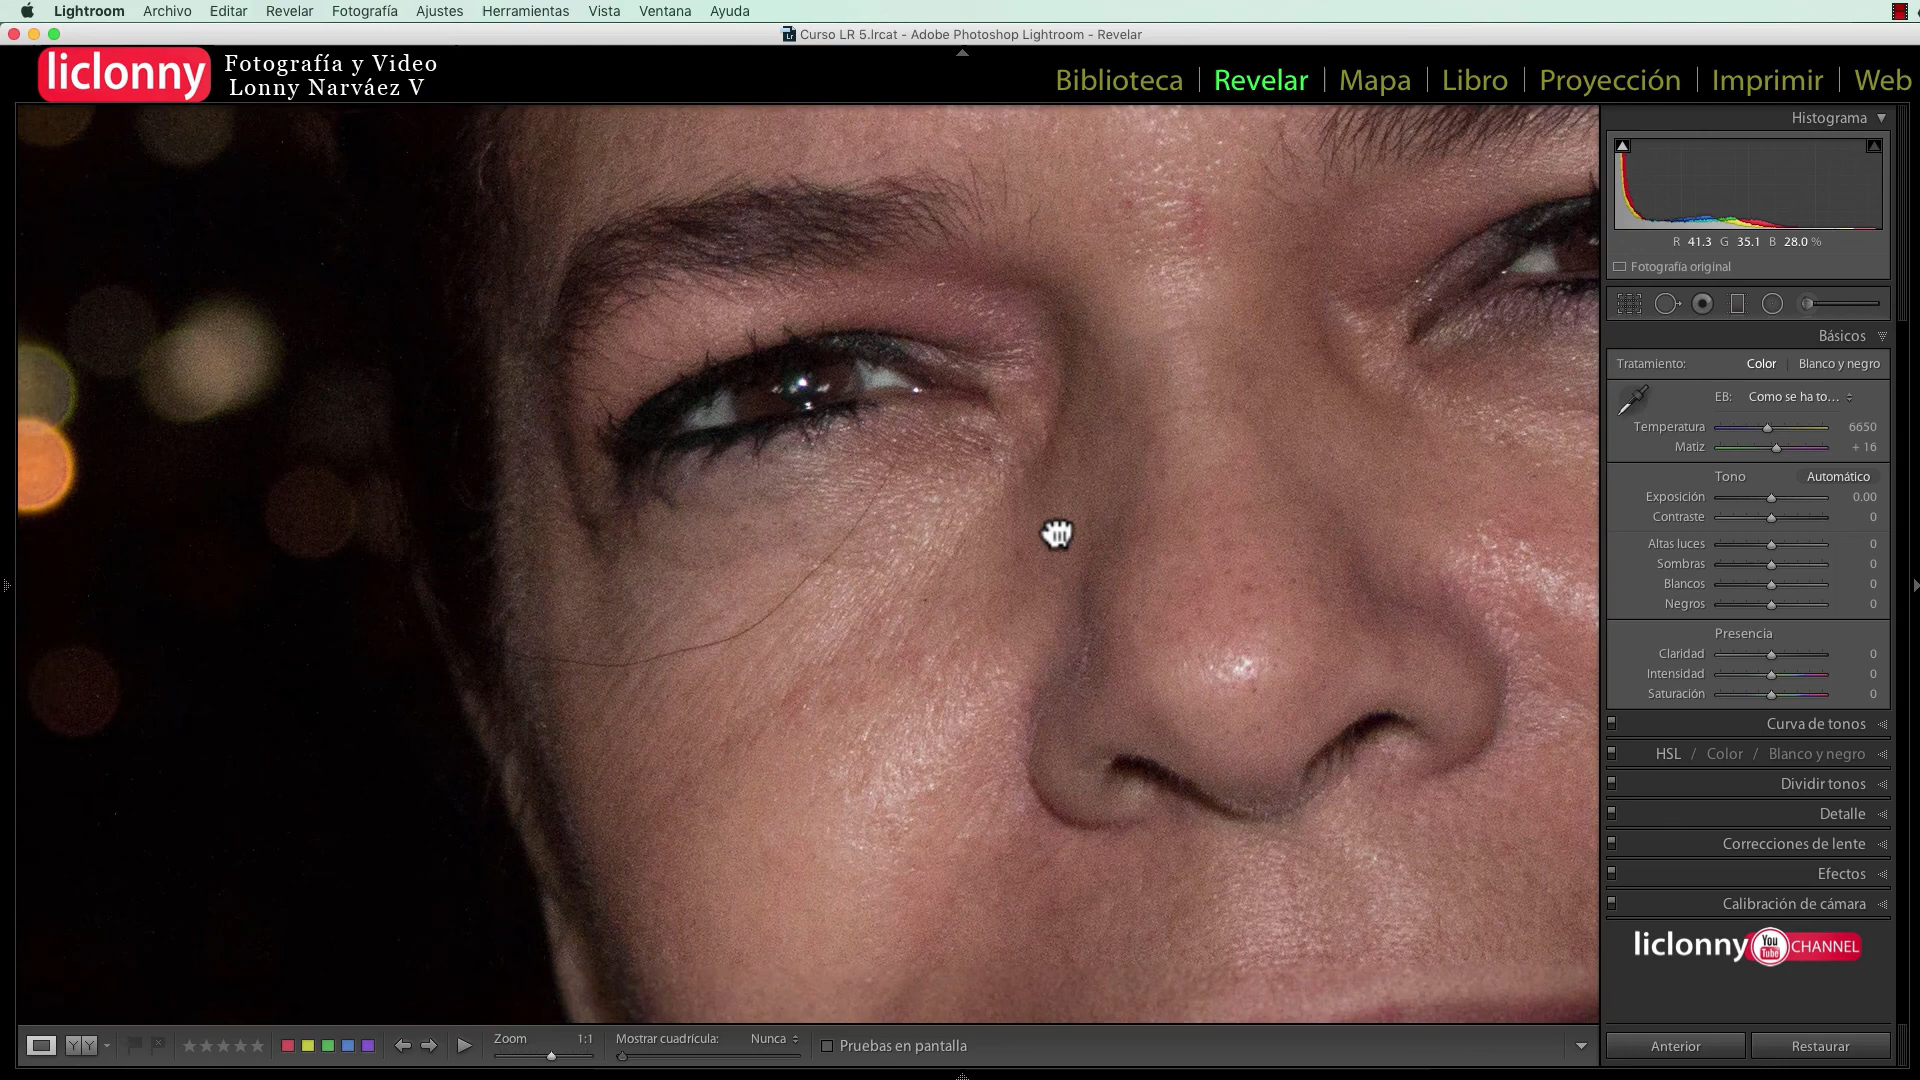 Lightroom Archivo Editar Revelar Fotografía Ajustes Herramientas Vista Ventana Ayuda
Curso LR 5.lrcat - Adobe Photoshop Lightroom - Revelar
liclonny
Fotografía y Video
Lonny Narváez V
Biblioteca | Revelar | Mapa | Libro | Proyección | Imprimir | Web
Histograma
R 41.3 G 35.1 B 28.0 %
Fotografía original
Básicos
Tratamiento: Color | Blanco y negro
EB: Como se ha to...
Temperatura 6650
Matiz + 16
Tono Automático
Exposición 0.00
Contraste 0
Altas luces 0
Sombras 0
Blancos 0
Negros 0
Presencia
Claridad 0
Intensidad 0
Saturación 0
Curva de tonos
HSL / Color / Blanco y negro
Dividir tonos
Detalle
Correcciones de lente
Efectos
Calibración de cámara
liclonny You Tube CHANNEL
YY Zoom 1:1 Mostrar cuadrícula: Nunca Pruebas en pantalla
Anterior Restaurar